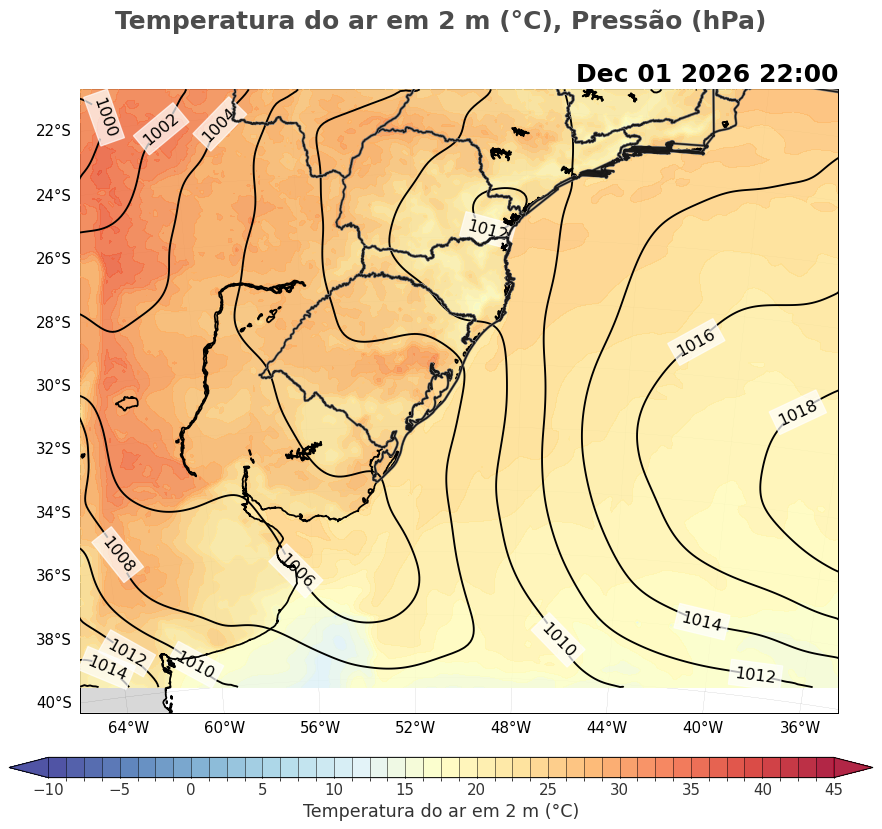 Temperatura do ar em 2 m (°C), Pressão (hPa)
Dec 01 2026 22:00
1000
1002
1004
1012
1016
1018
1008
1006
1014
1012
1010
1014
1010
1012
22°S
24°S
26°S
28°S
30°S
32°S
34°S
36°S
38°S
40°S
64°W 60°W 56°W 52°W 48°W 44°W 40°W 36°W
−10 −5 0 5 10 15 20 25 30 35 40 45
Temperatura do ar em 2 m (°C)